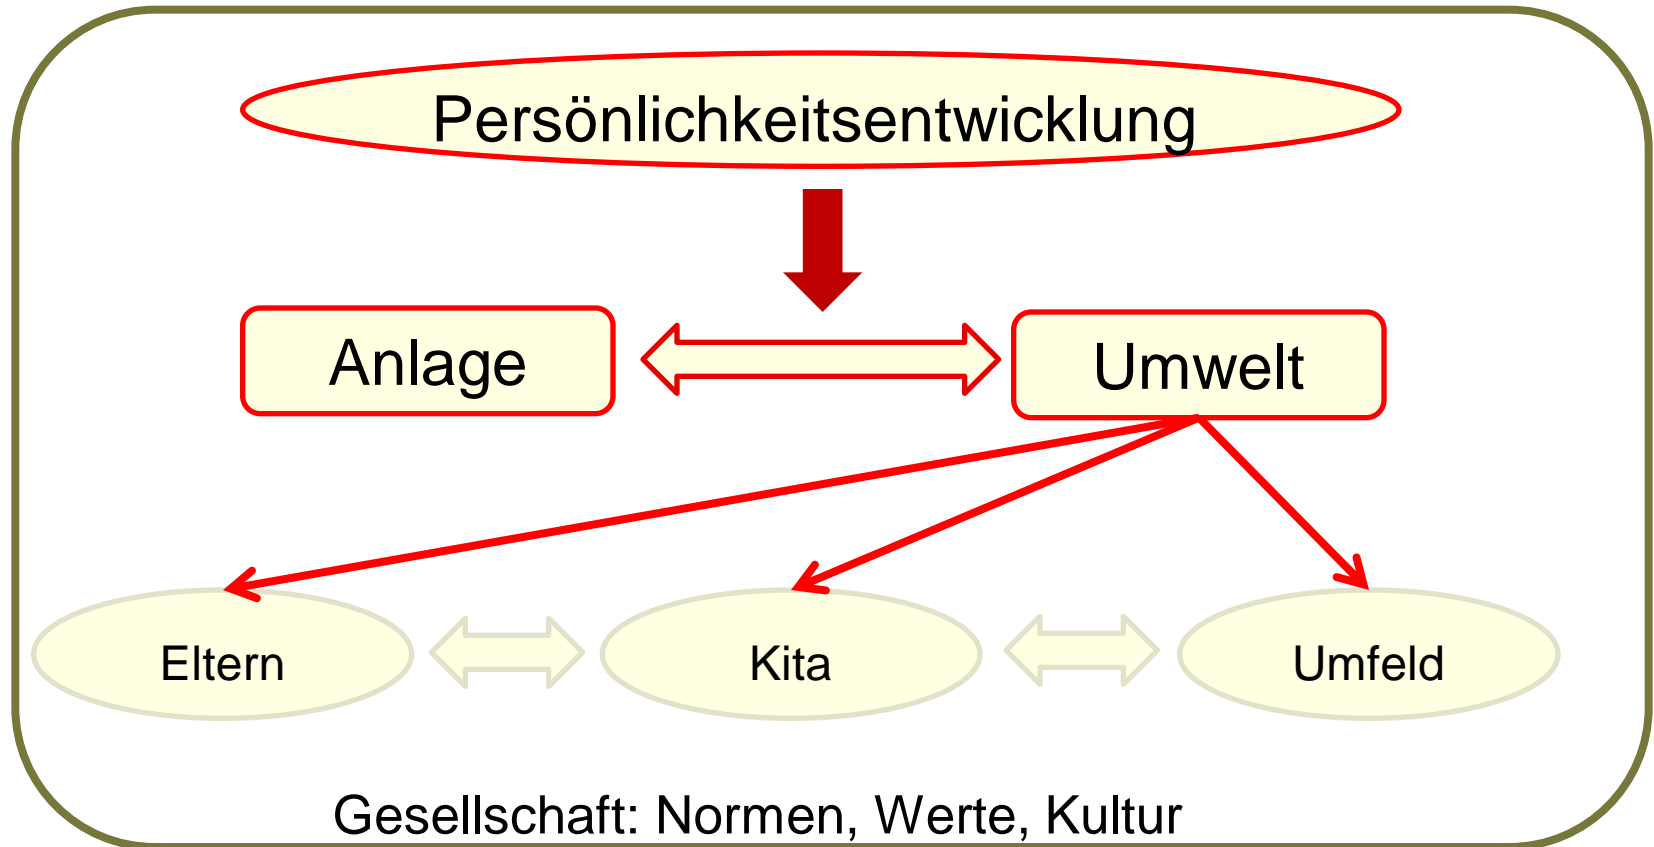 Persönlichkeitsentwicklung
Anlage
Umwelt
Eltern
Kita
Umfeld
Gesellschaft: Normen, Werte, Kultur